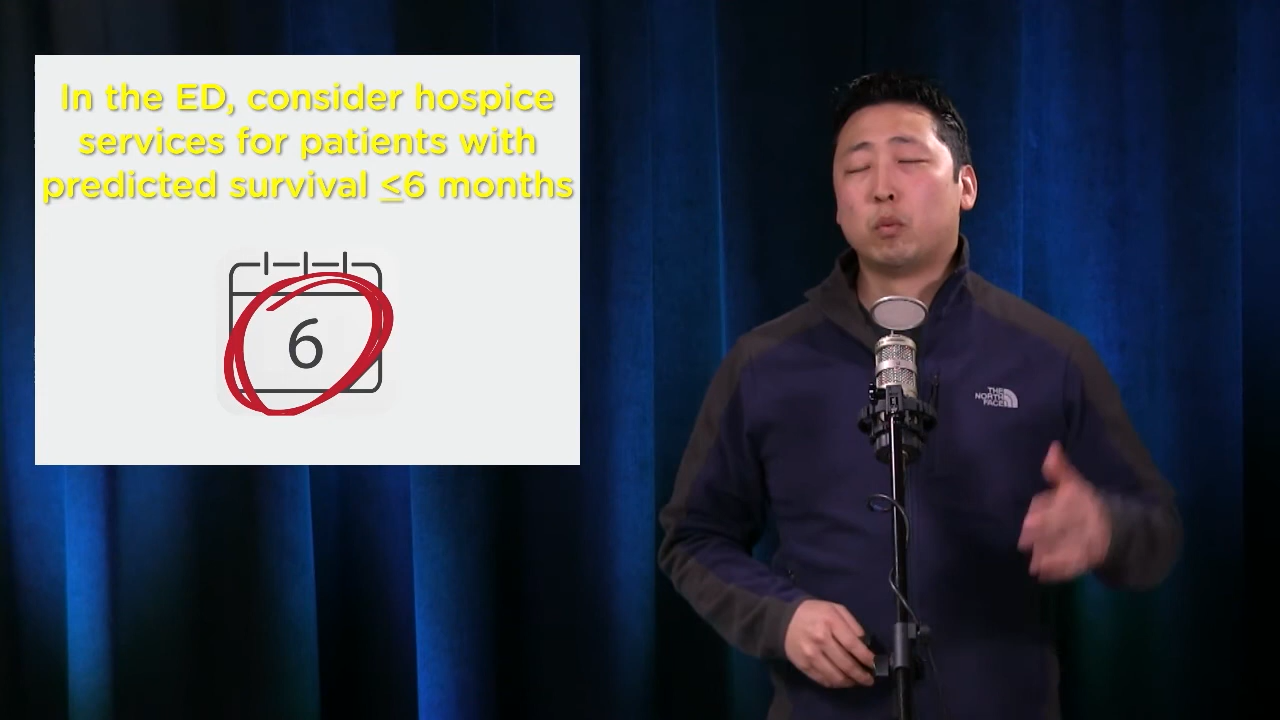 In the ED, consider hospice
services for patients with
predicted survival ≤6 months
6
THE
NORTH
FACE